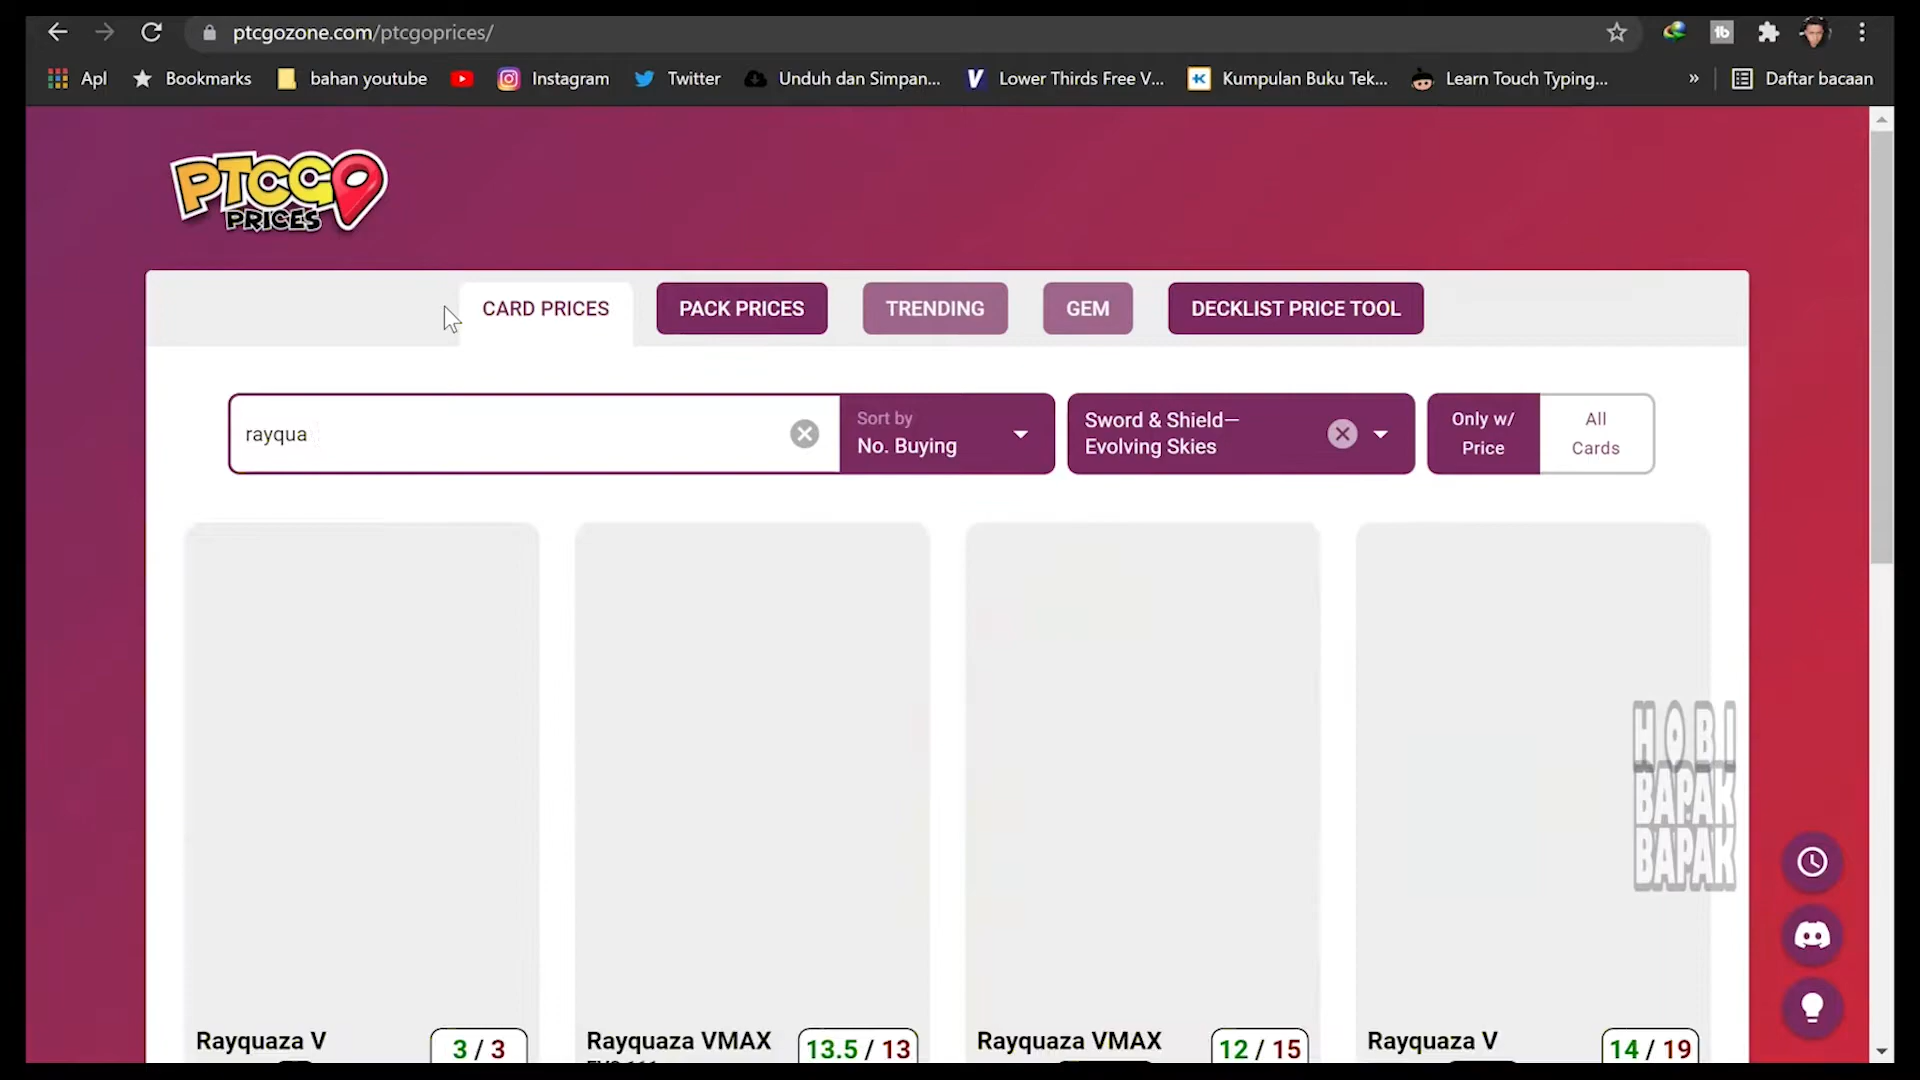 ptcgozone.com/ptcgoprices/
Apl
Bookmarks
bahan youtube
Instagram
Twitter
Unduh dan Simpan...
Lower Thirds Free V...
Kumpulan Buku Tek...
Learn Touch Typing...
»
Daftar bacaan
PTCGO
PRICES
CARD PRICES
PACK PRICES
TRENDING
GEM
DECKLIST PRICE TOOL
rayqua
Sort by
No. Buying
Sword & Shield—
Evolving Skies
Only w/
Price
All
Cards
HOBI
BAPAK
BAPAK
Rayquaza V
3 / 3
Rayquaza VMAX
13.5 / 13
Rayquaza VMAX
12 / 15
Rayquaza V
14 / 19